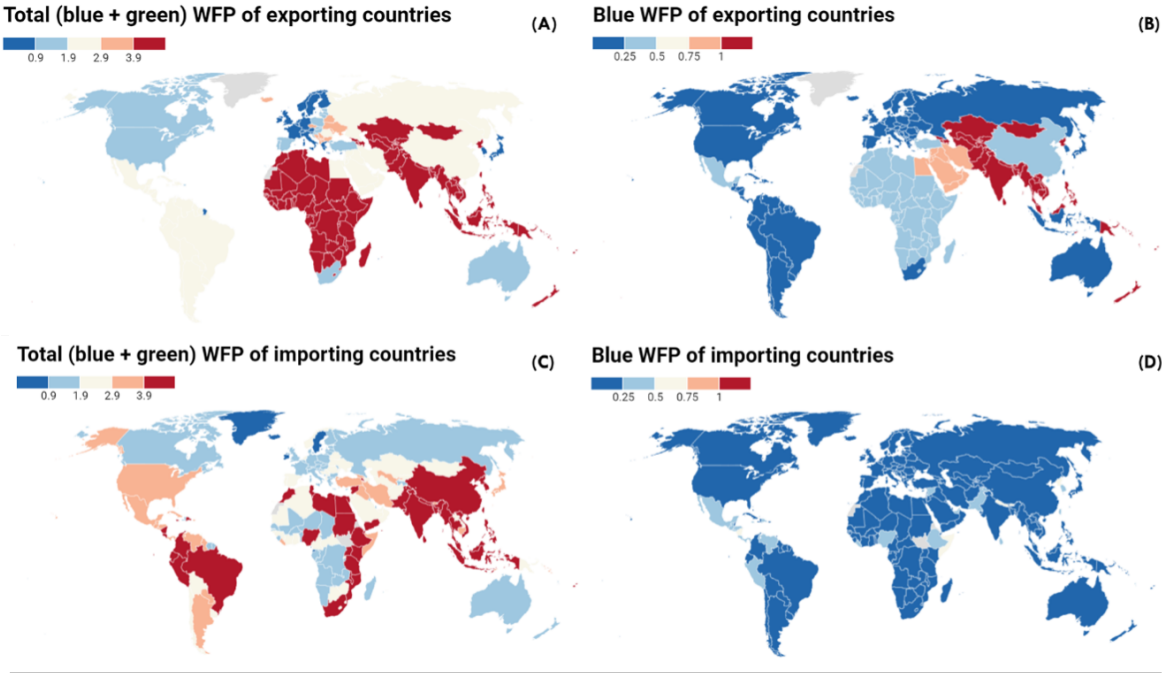 Total (blue + green) WFP of exporting countries
(A)
0.9 1.9 2.9 3.9
Blue WFP of exporting countries
(B)
0.25 0.5 0.75 1
Total (blue + green) WFP of importing countries
(C)
0.9 1.9 2.9 3.9
Blue WFP of importing countries
(D)
0.25 0.5 0.75 1